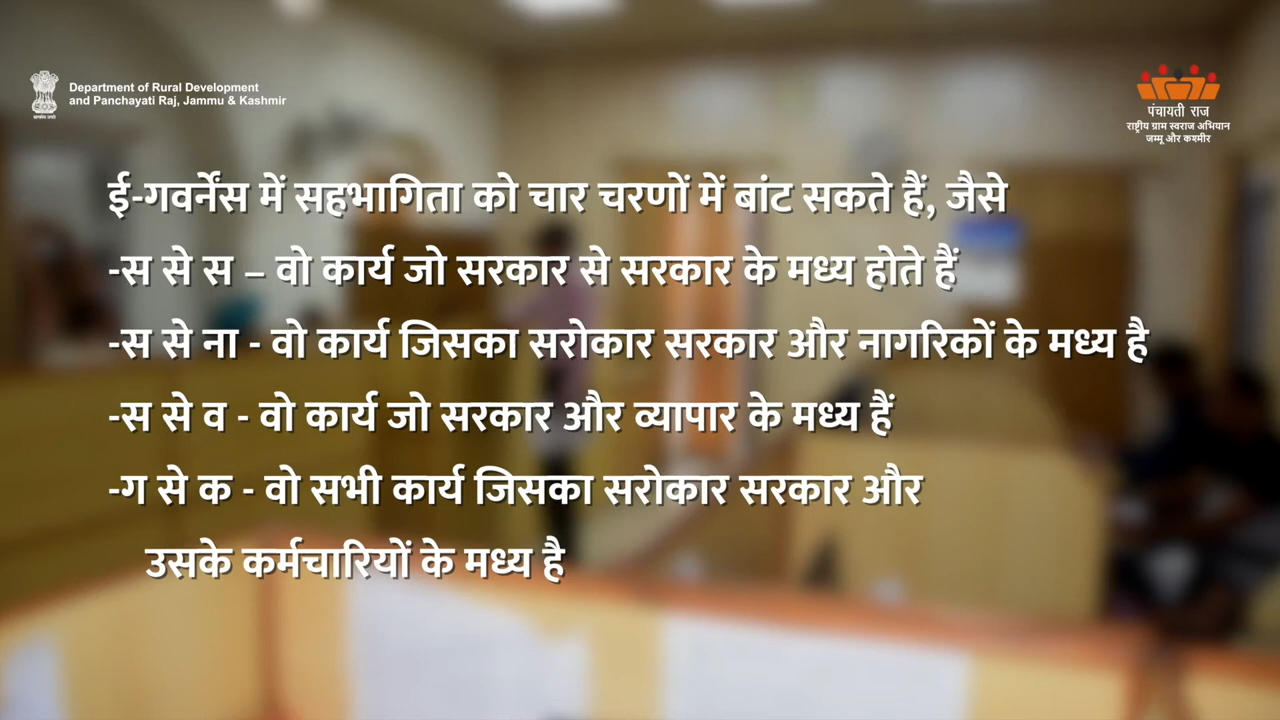 Department of Rural Development
and Panchayati Raj, Jammu & Kashmir
पंचायती राज
राष्ट्रीय ग्राम स्वराज अभियान
जम्मू और कश्मीर
ई-गवर्नेंस में सहभागिता को चार चरणों में बांट सकते हैं, जैसे
-स से स – वो कार्य जो सरकार से सरकार के मध्य होते हैं
-स से ना - वो कार्य जिसका सरोकार सरकार और नागरिकों के मध्य है
-स से व - वो कार्य जो सरकार और व्यापार के मध्य हैं
-ग से क - वो सभी कार्य जिसका सरोकार सरकार और
उसके कर्मचारियों के मध्य है